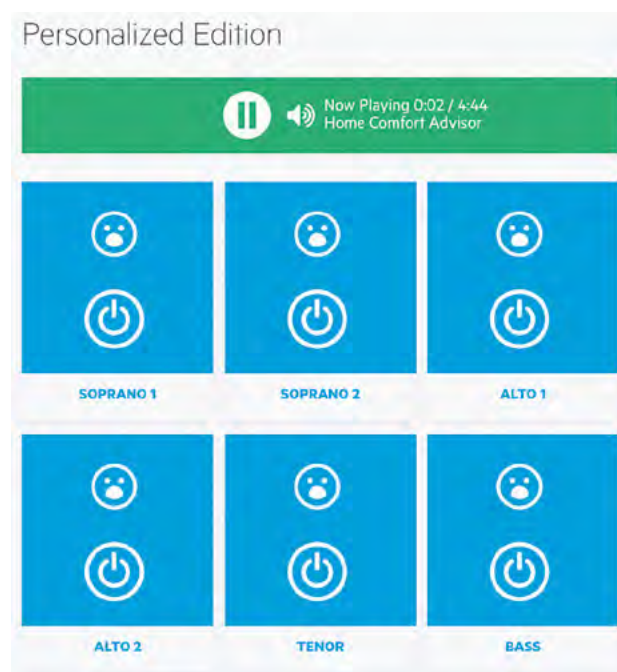 Personalized Edition
Now Playing 0:02 / 4:44
Home Comfort Advisor
SOPRANO 1
SOPRANO 2
ALTO 1
ALTO 2
TENOR
BASS